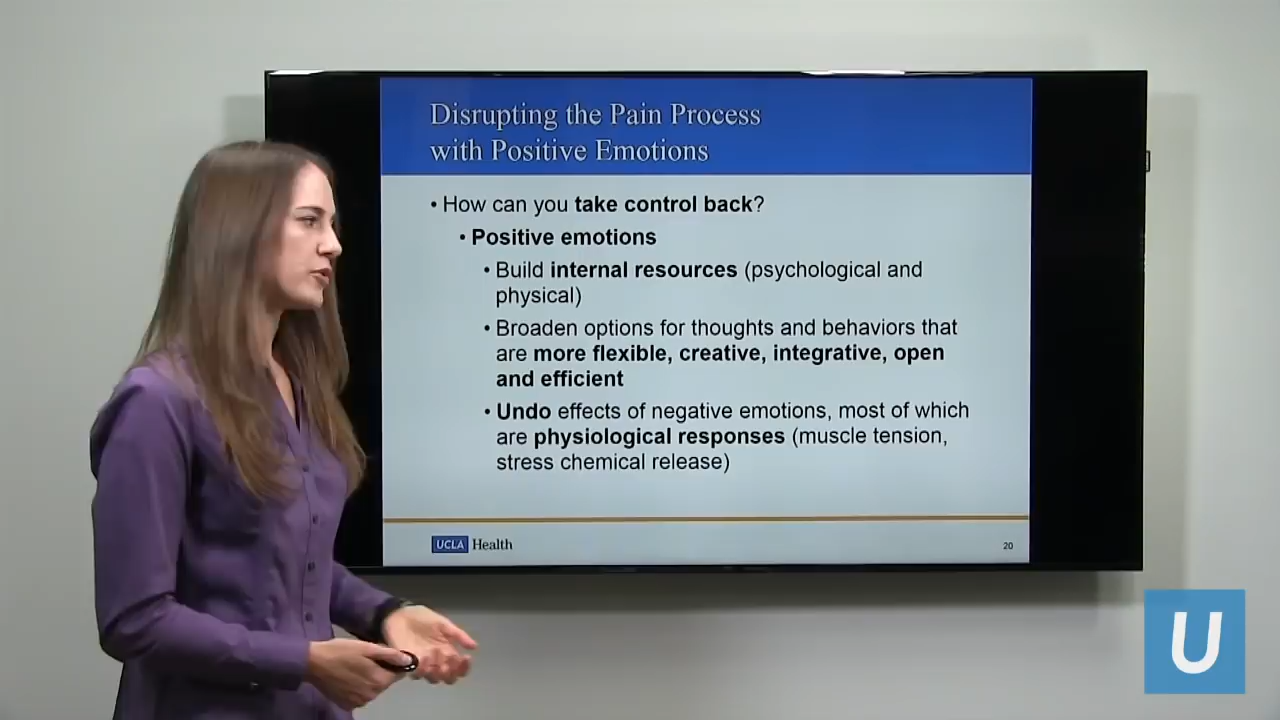 Disrupting the Pain Process
with Positive Emotions
• How can you take control back?
• Positive emotions
• Build internal resources (psychological and
physical)
• Broaden options for thoughts and behaviors that
are more flexible, creative, integrative, open
and efficient
• Undo effects of negative emotions, most of which
are physiological responses (muscle tension,
stress chemical release)
UCLA Health
20
U